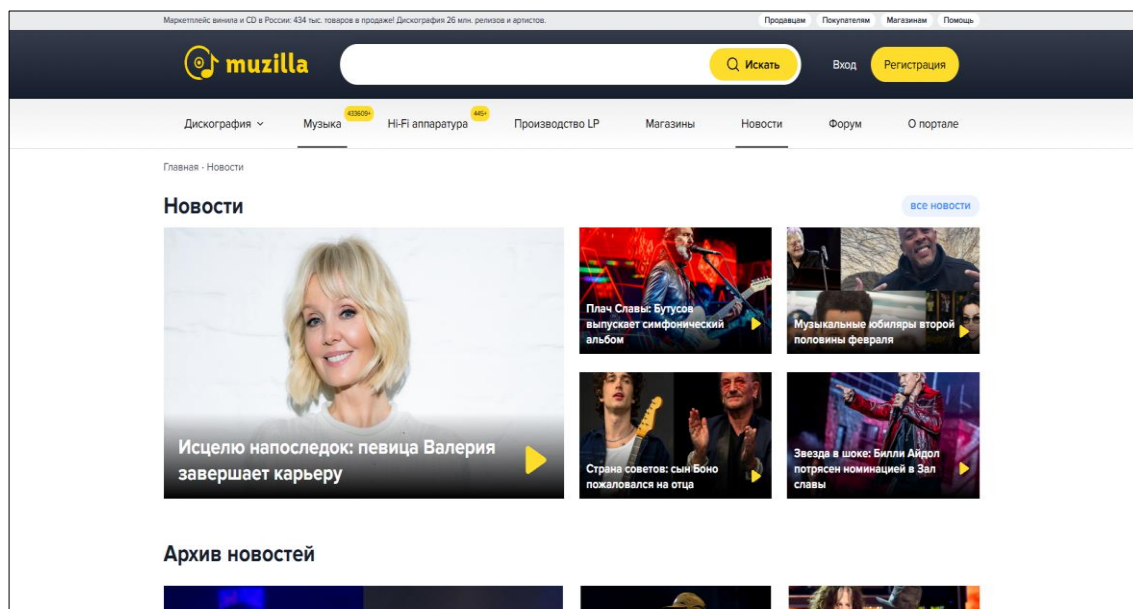 Маркетплейс винила и CD в России: 434 тыс. товаров в продаже! Дискография 26 млн. релизов и артистов.
Продавцам Покупателям Магазинам Помощь
muzilla
Искать
Вход
Регистрация
Дискография
Музыка
433609+
Hi-Fi аппаратура
445+
Производство LP
Магазины
Новости
Форум
О портале
Главная - Новости
Новости
все новости
Исцелю напоследок: певица Валерия
завершает карьеру
Плач Славы: Бутусов
выпускает симфонический
альбом
Музыкальные юбиляры второй
половины февраля
Страна советов: сын Боно
пожаловался на отца
Звезда в шоке: Билли Айдол
потрясен номинацией в Зал
славы
Архив новостей